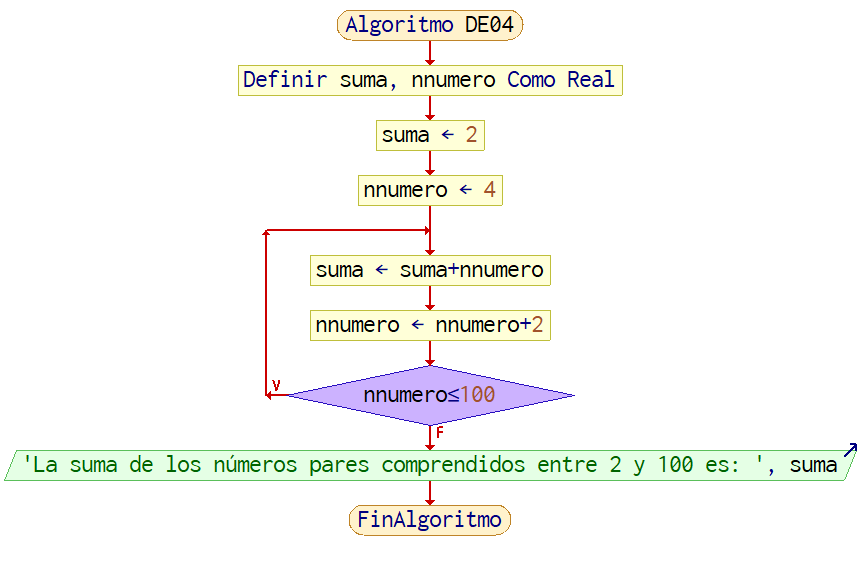 Algoritmo DE04
Definir suma, nnumero Como Real
suma ← 2
nnumero ← 4
suma ← suma+nnumero
nnumero ← nnumero+2
nnumero≤100
V
F
'La suma de los números pares comprendidos entre 2 y 100 es: ', suma
FinAlgoritmo